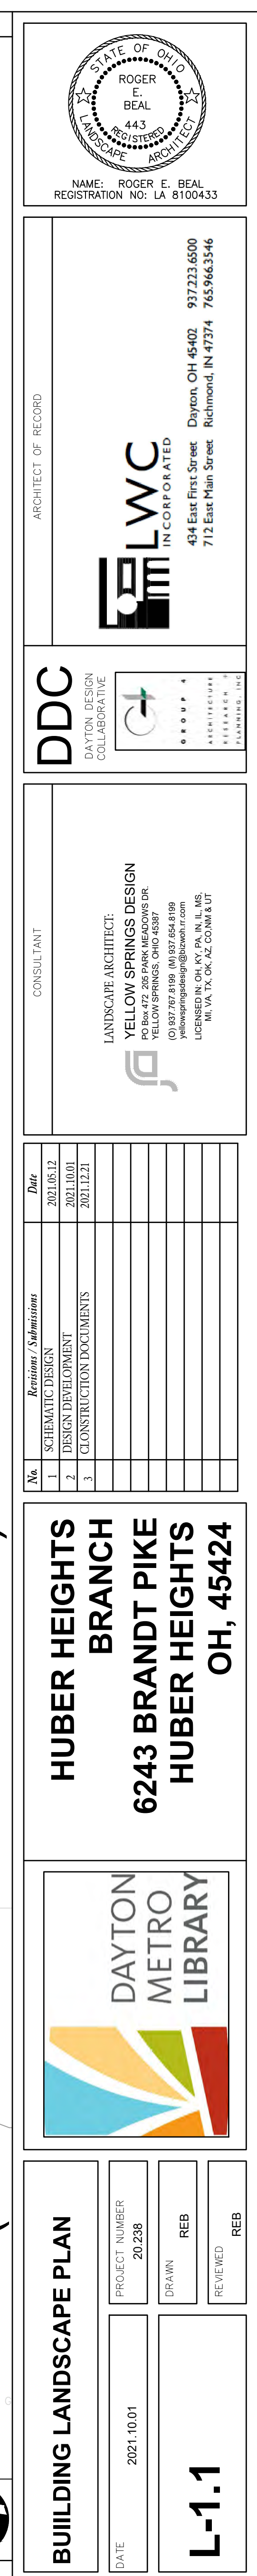 STATE OF OHIO
ROGER
E.
BEAL
443
REGISTERED
LANDSCAPE ARCHITECT
NAME: ROGER E. BEAL
REGISTRATION NO: LA 8100433
ARCHITECT OF RECORD
LWC
INCORPORATED
434 East First Street Dayton, OH 45402 937.223.6500
712 East Main Street Richmond, IN 47374 765.966.3546
DDC
DAYTON DESIGN
COLLABORATIVE
GROUP 4
ARCHITECTURE
RESEARCH +
PLANNING, INC
CONSULTANT
LANDSCAPE ARCHITECT:
YELLOW SPRINGS DESIGN
PO Box 472 205 PARK MEADOWS DR.
YELLOW SPRINGS, OHIO 45387
(O) 937.767.8199 (M) 937.654.8199
yellowspringsdesign@bizwoh.rr.com
LICENSED IN: OH, KY, PA, IN, IL, MS,
MI, VA, TX, OK, AZ, CO,NM & UT
No. Revisions / Submissions Date
1 SCHEMATIC DESIGN 2021.05.12
2 DESIGN DEVELOPMENT 2021.10.01
3 CLONSTRUCTION DOCUMENTS 2021.12.21
HUBER HEIGHTS
BRANCH
6243 BRANDT PIKE
HUBER HEIGHTS
OH, 45424
DAYTON
METRO
LIBRARY
BUIILDING LANDSCAPE PLAN
DATE
2021.10.01
PROJECT NUMBER
20.238
DRAWN
REB
REVIEWED
REB
L-1.1